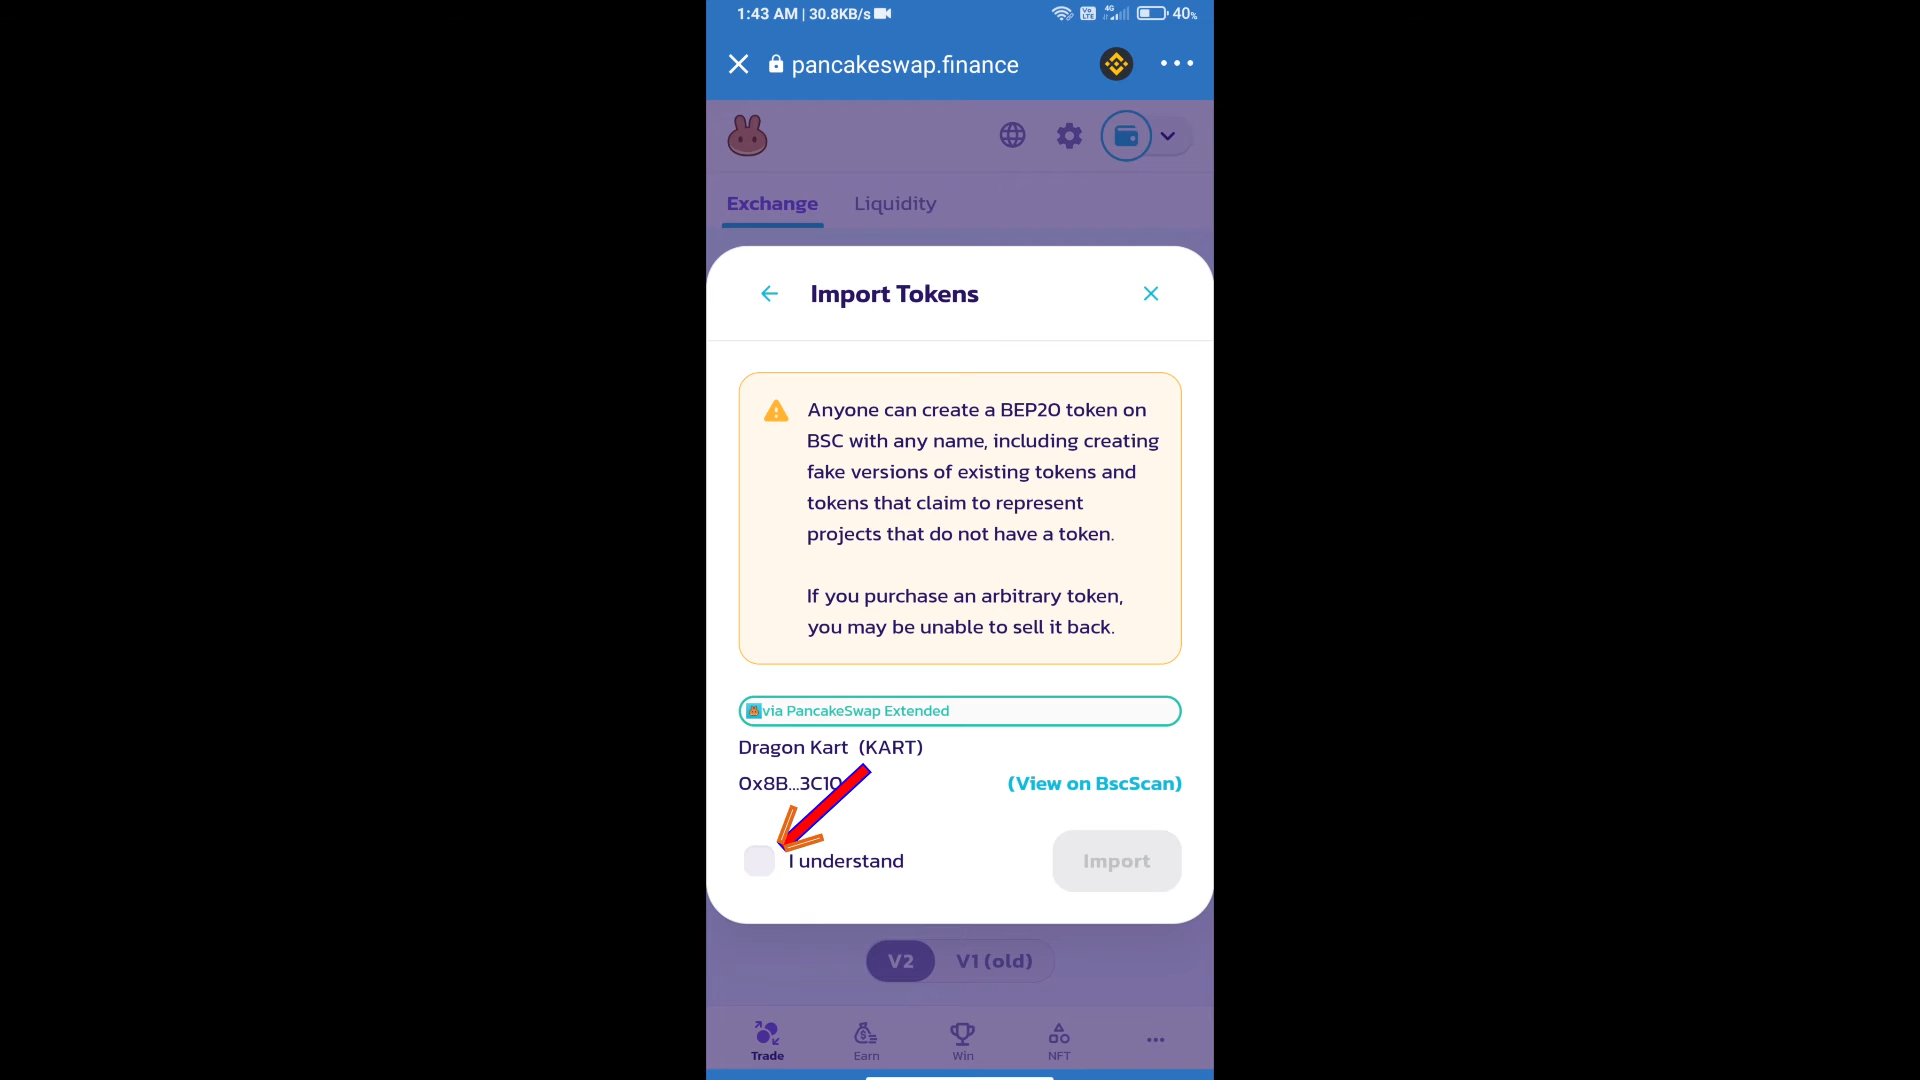 1:43 AM | 30.8KB/s
Vo LTE 4G 40%
pancakeswap.finance
Exchange Liquidity
Import Tokens
Anyone can create a BEP20 token on
BSC with any name, including creating
fake versions of existing tokens and
tokens that claim to represent
projects that do not have a token.
If you purchase an arbitrary token,
you may be unable to sell it back.
via PancakeSwap Extended
Dragon Kart (KART)
0x8B...3C10 (View on BscScan)
I understand Import
V2 V1 (old)
Trade Earn Win NFT